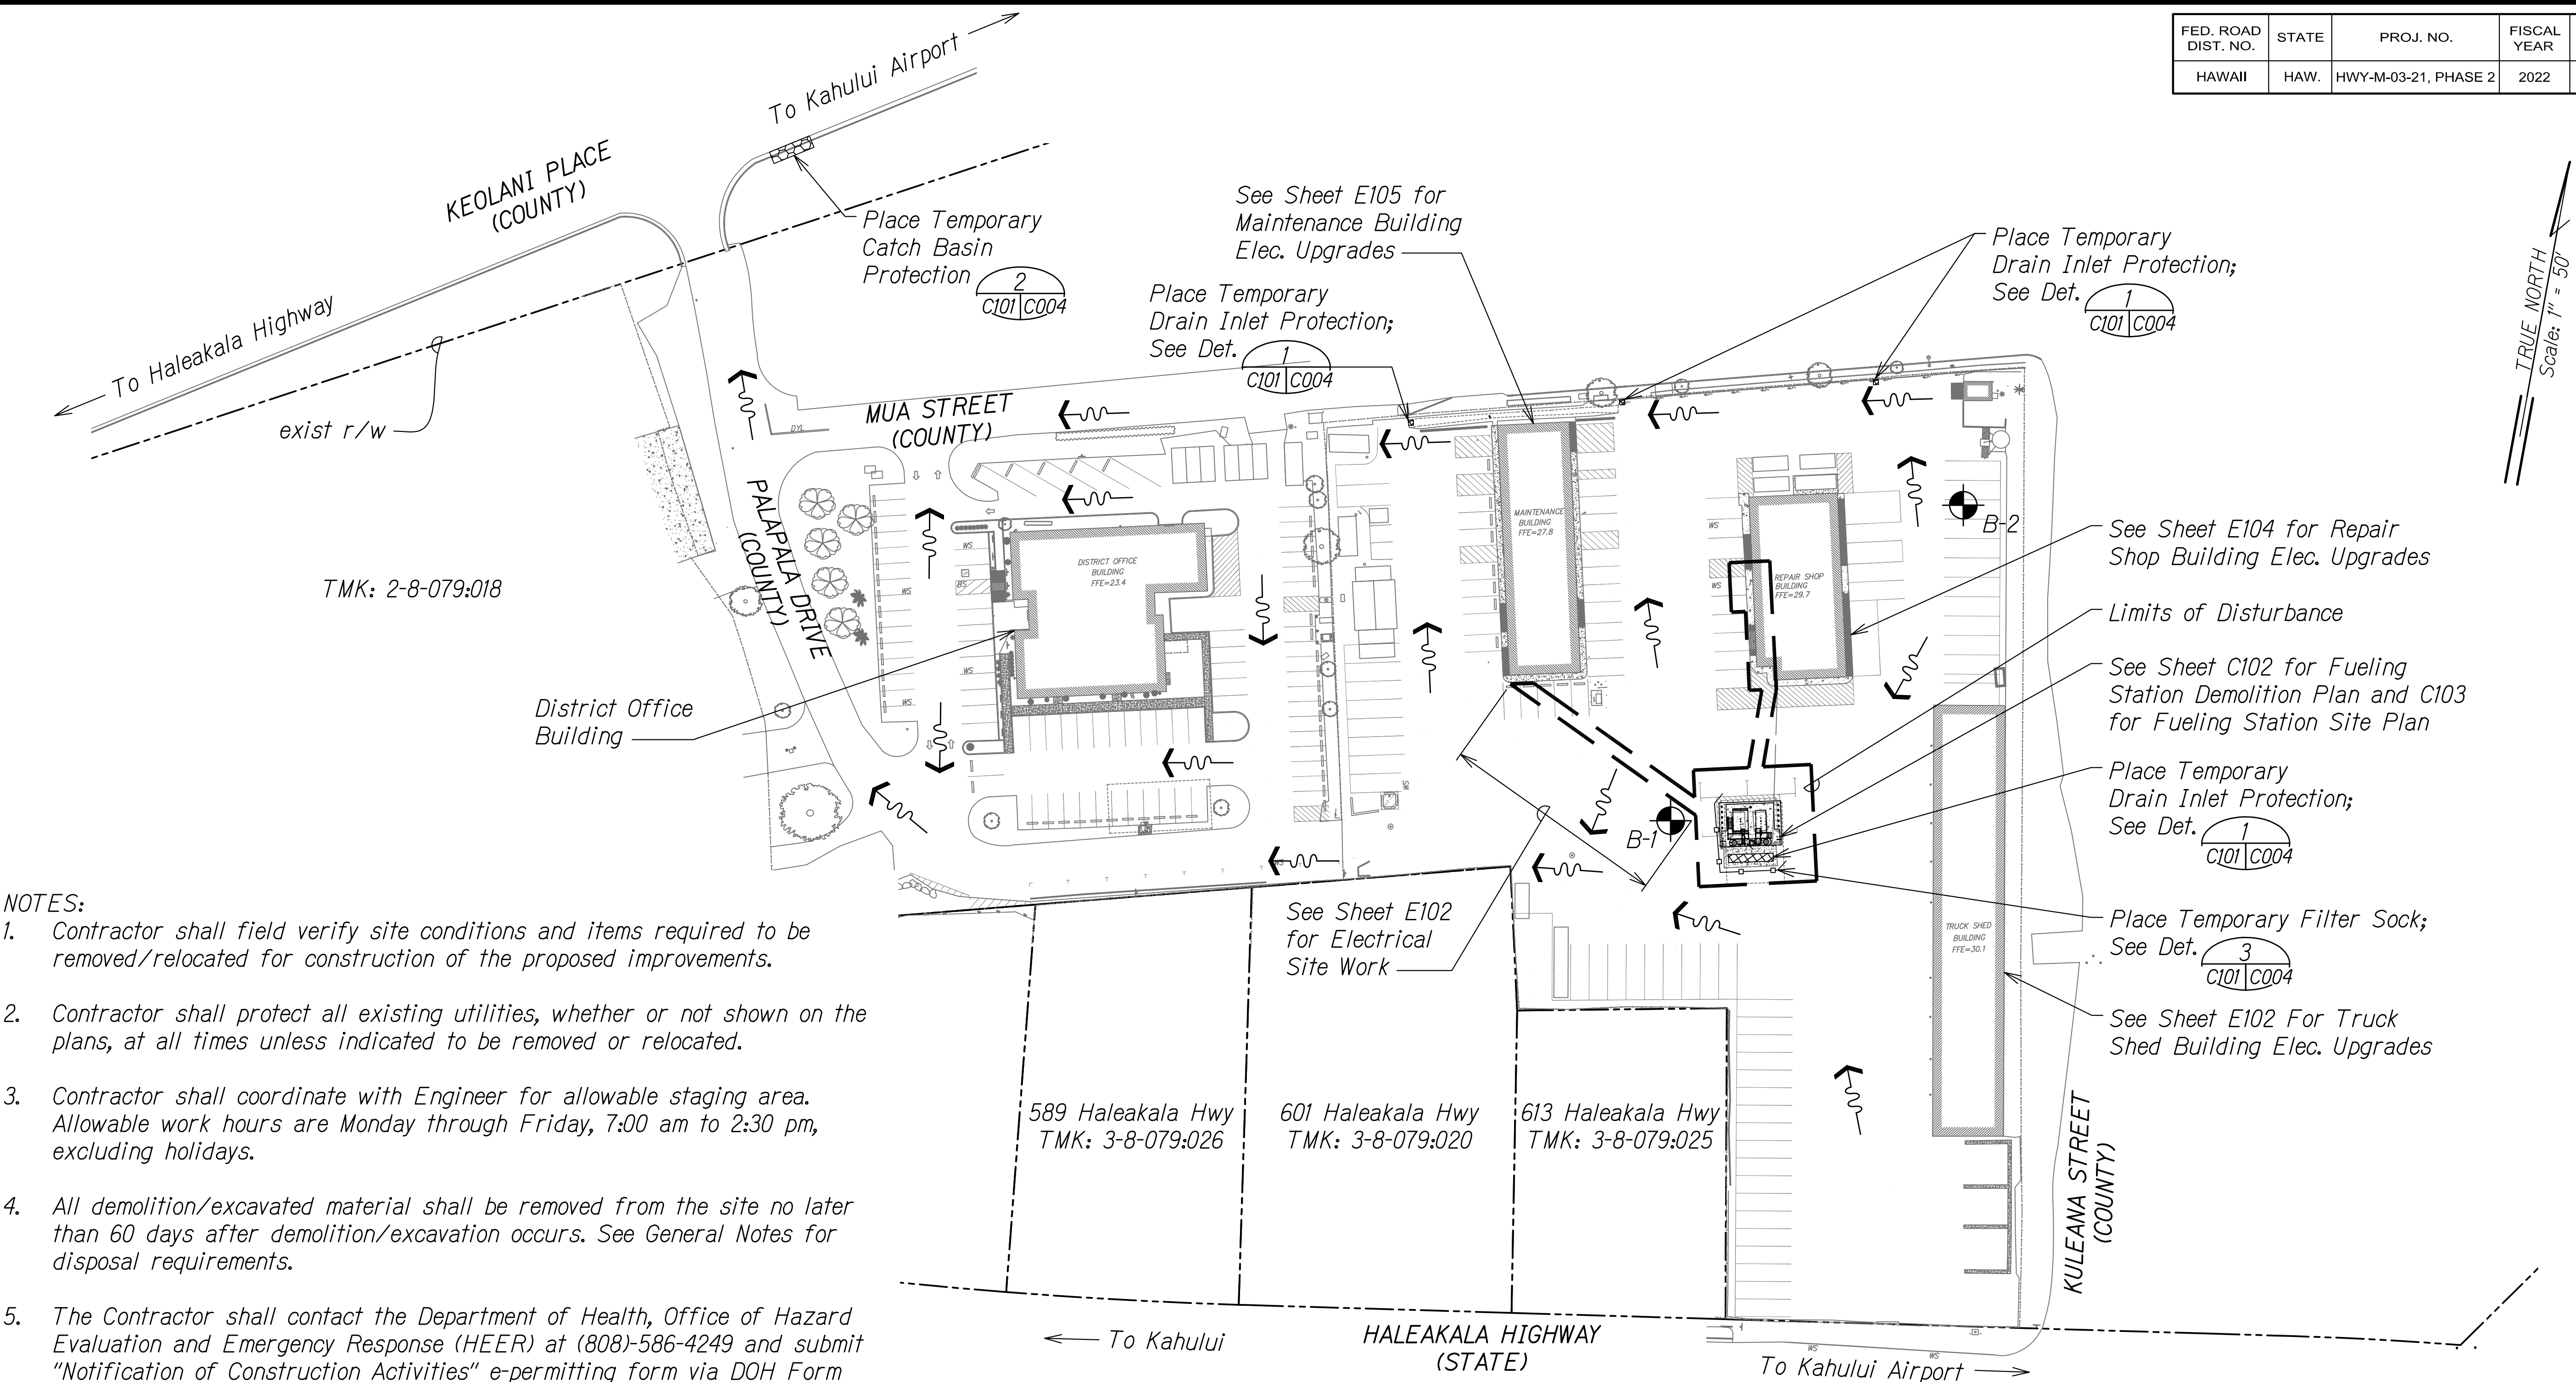 FED. ROAD
DIST. NO.
STATE
PROJ. NO.
FISCAL
YEAR
HAWAII
HAW.
HWY-M-03-21, PHASE 2
2022
To Kahului Airport
KEOLANI PLACE
(COUNTY)
Place Temporary
Catch Basin
Protection
2
C101 C004
See Sheet E105 for
Maintenance Building
Elec. Upgrades
Place Temporary
Drain Inlet Protection;
See Det.
1
C101 C004
Place Temporary
Drain Inlet Protection;
See Det.
1
C101 C004
TRUE NORTH
Scale: 1" = 50'
To Haleakala Highway
exist r/w
MUA STREET
(COUNTY)
DYL
PALAPALA DRIVE
(COUNTY)
TMK: 2-8-079:018
WS
BS
WS
WS
WS
WS
DISTRICT OFFICE
BUILDING
FFE=23.4
MAINTENANCE
BUILDING
FFE=27.8
WS
WS
REPAIR SHOP
BUILDING
FFE=29.7
B-2
See Sheet E104 for Repair
Shop Building Elec. Upgrades
Limits of Disturbance
See Sheet C102 for Fueling
Station Demolition Plan and C103
for Fueling Station Site Plan
District Office
Building
SW
B-1
Place Temporary
Drain Inlet Protection;
See Det.
1
C101 C004
WS
See Sheet E102
for Electrical
Site Work
TRUCK SHED
BUILDING
FFE=30.1
Place Temporary Filter Sock;
See Det.
3
C101 C004
See Sheet E102 For Truck
Shed Building Elec. Upgrades
NOTES:
1. Contractor shall field verify site conditions and items required to be
removed/relocated for construction of the proposed improvements.
2. Contractor shall protect all existing utilities, whether or not shown on the
plans, at all times unless indicated to be removed or relocated.
3. Contractor shall coordinate with Engineer for allowable staging area.
Allowable work hours are Monday through Friday, 7:00 am to 2:30 pm,
excluding holidays.
4. All demolition/excavated material shall be removed from the site no later
than 60 days after demolition/excavation occurs. See General Notes for
disposal requirements.
5. The Contractor shall contact the Department of Health, Office of Hazard
Evaluation and Emergency Response (HEER) at (808)-586-4249 and submit
"Notification of Construction Activities" e-permitting form via DOH Form
589 Haleakala Hwy
TMK: 3-8-079:026
601 Haleakala Hwy
TMK: 3-8-079:020
613 Haleakala Hwy
TMK: 3-8-079:025
KULEANA STREET
(COUNTY)
To Kahului
HALEAKALA HIGHWAY
(STATE)
WS
WS
To Kahului Airport